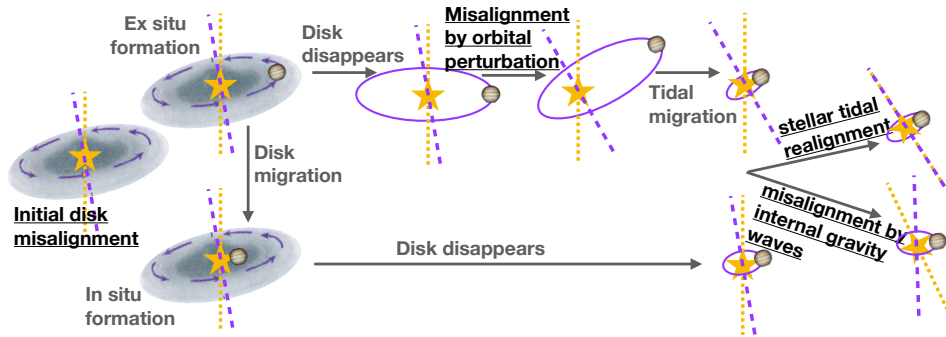 Ex situ
formation
Disk
disappears
Misalignment
by orbital
perturbation
Tidal
migration
stellar tidal
realignment
Disk
migration
Initial disk
misalignment
misalignment by
internal gravity
waves
Disk disappears
In situ
formation